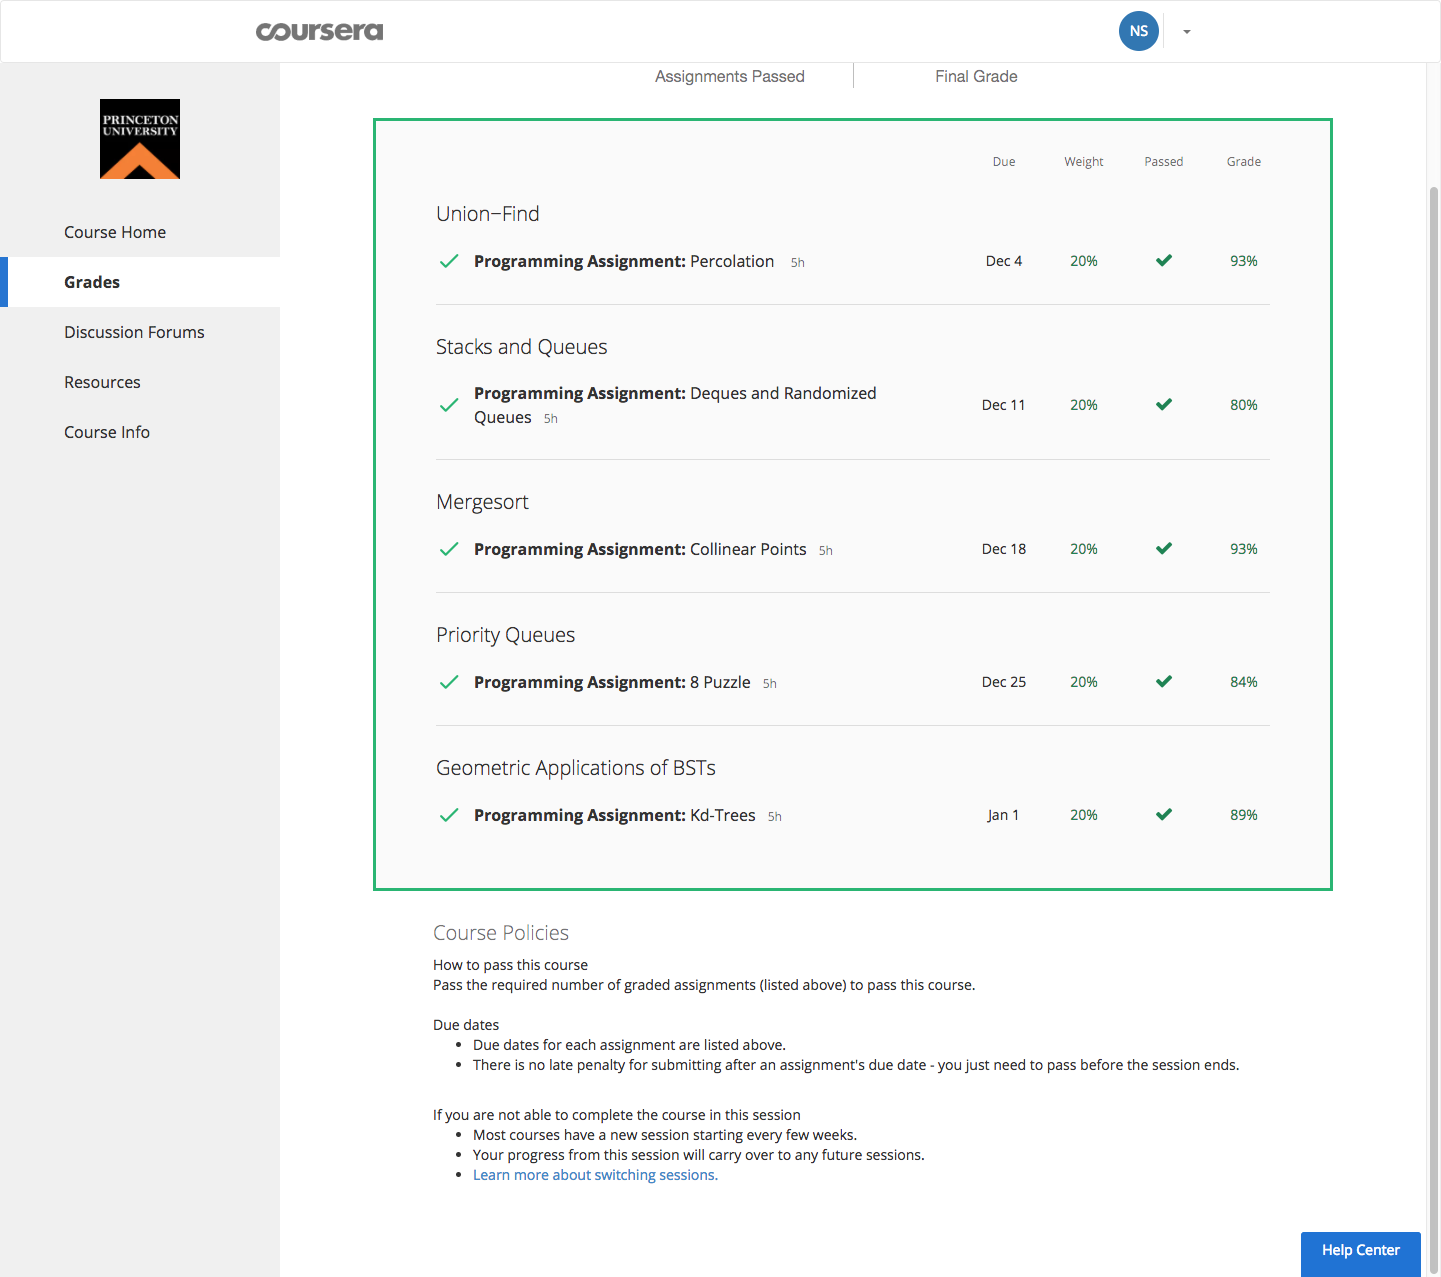 coursera
NS
Assignments Passed
Final Grade
PRINCETON
UNIVERSITY
Course Home
Grades
Discussion Forums
Resources
Course Info
Due Weight Passed Grade
Union−Find
Programming Assignment: Percolation 5h Dec 4 20% 93%
Stacks and Queues
Programming Assignment: Deques and Randomized
Queues 5h Dec 11 20% 80%
Mergesort
Programming Assignment: Collinear Points 5h Dec 18 20% 93%
Priority Queues
Programming Assignment: 8 Puzzle 5h Dec 25 20% 84%
Geometric Applications of BSTs
Programming Assignment: Kd-Trees 5h Jan 1 20% 89%
Course Policies
How to pass this course
Pass the required number of graded assignments (listed above) to pass this course.
Due dates
• Due dates for each assignment are listed above.
• There is no late penalty for submitting after an assignment's due date - you just need to pass before the session ends.
If you are not able to complete the course in this session
• Most courses have a new session starting every few weeks.
• Your progress from this session will carry over to any future sessions.
• Learn more about switching sessions.
Help Center